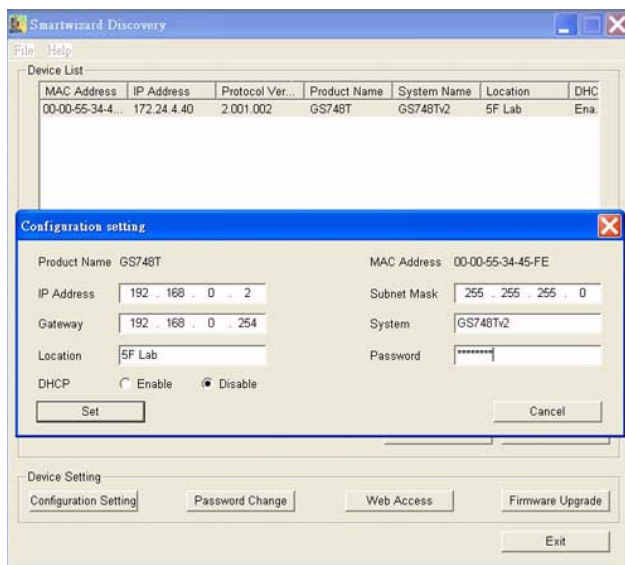 Smartwizard Discovery
File Help
Device List
MAC Address IP Address Protocol Ver... Product Name System Name Location DHC
00-00-55-34-4... 172.24.4.40 2.001.002 GS748T GS748Tv2 5F Lab Ena.
Configuration setting
Product Name GS748T MAC Address 00-00-55-34-45-FE
IP Address 192 . 168 . 0 . 2 Subnet Mask 255 . 255 . 255 . 0
Gateway 192 . 168 . 0 . 254 System GS748Tv2
Location 5F Lab Password ********
DHCP Enable Disable
Set Cancel
Device Setting
Configuration Setting Password Change Web Access Firmware Upgrade
Exit